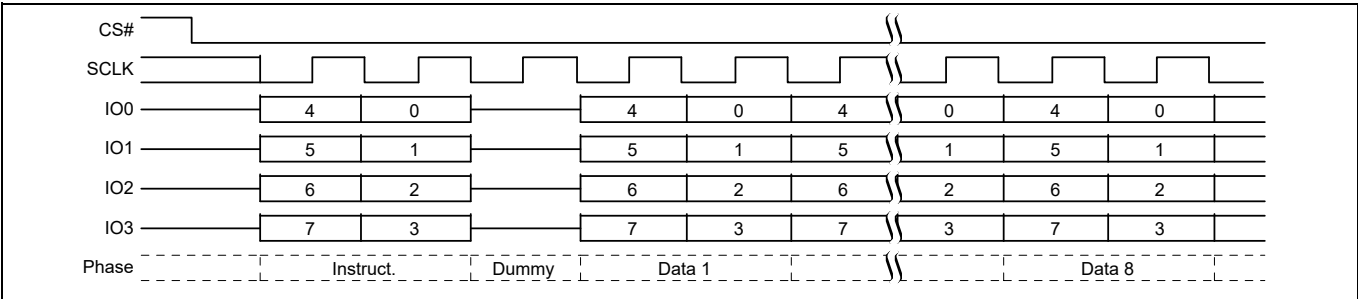 CS#
SCLK
IO0 4 0 4 0 4 0 4 0
IO1 5 1 5 1 5 1 5 1
IO2 6 2 6 2 6 2 6 2
IO3 7 3 7 3 7 3 7 3
Phase Instruct. Dummy Data 1 Data 8